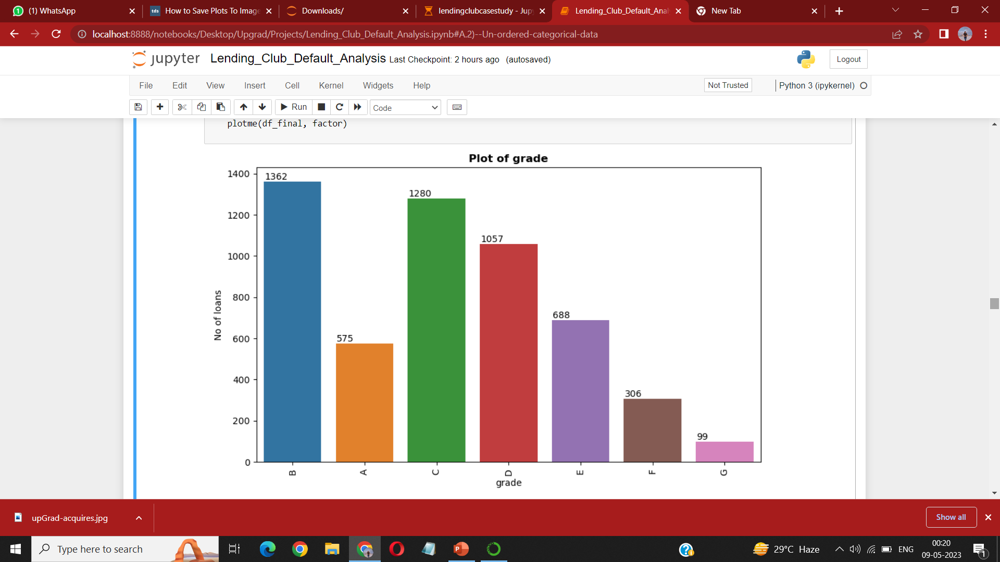 (1) WhatsApp
tds How to Save Plots To Image
Downloads/
lendingclubcasestudy - Jup
Lending_Club_Default_Anal
New Tab
localhost:8888/notebooks/Desktop/Upgrad/Projects/Lending_Club_Default_Analysis.ipynb#A.2)--Un-ordered-categorical-data
jupyter Lending_Club_Default_Analysis Last Checkpoint: 2 hours ago (autosaved)
Logout
File Edit View Insert Cell Kernel Widgets Help
Not Trusted
Python 3 (ipykernel)
Run
Code
plotme(df_final, factor)
Plot of grade
1400
1200
1000
800
600
400
200
0
No of loans
1362
575
1280
1057
688
306
99
B
A
C
D
E
F
G
grade
upGrad-acquires.jpg
Show all
Type here to search
29°C Haze
ENG
00:20
09-05-2023
1